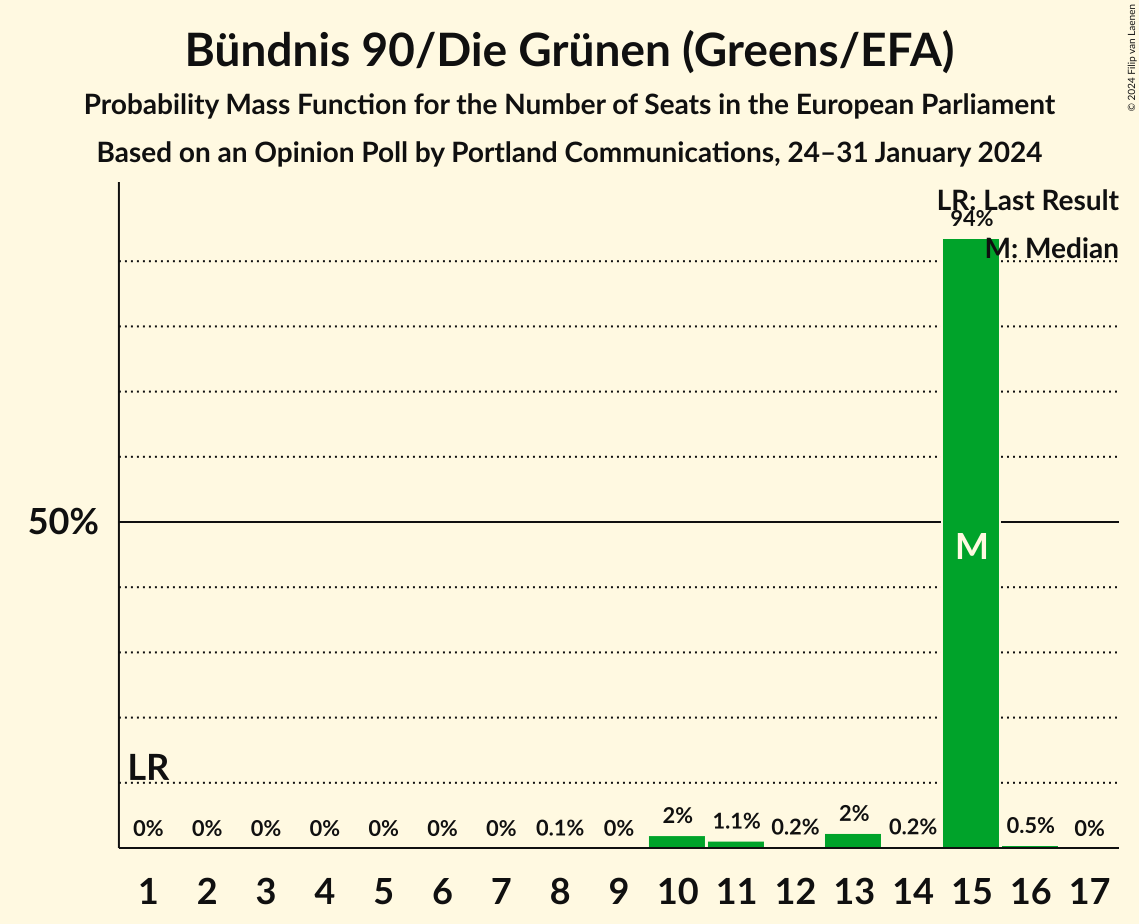 Bündnis 90/Die Grünen (Greens/EFA)
Probability Mass Function for the Number of Seats in the European Parliament
Based on an Opinion Poll by Portland Communications, 24–31 January 2024
© 2024 Filip van Laenen
LR: Last Result
M: Median
94%
50%
M
LR
0% 0% 0% 0% 0% 0% 0% 0.1% 0% 2% 1.1% 0.2% 2% 0.2% 0.5% 0%
1 2 3 4 5 6 7 8 9 10 11 12 13 14 15 16 17